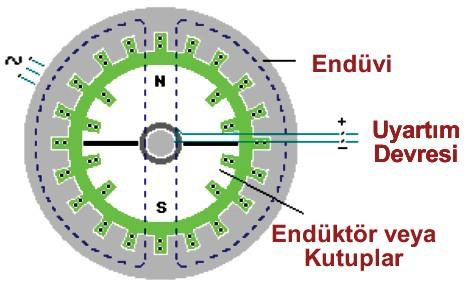 ~
Endüvi
N
+
Uyartım
Devresi
−
S
Endüktör veya
Kutuplar